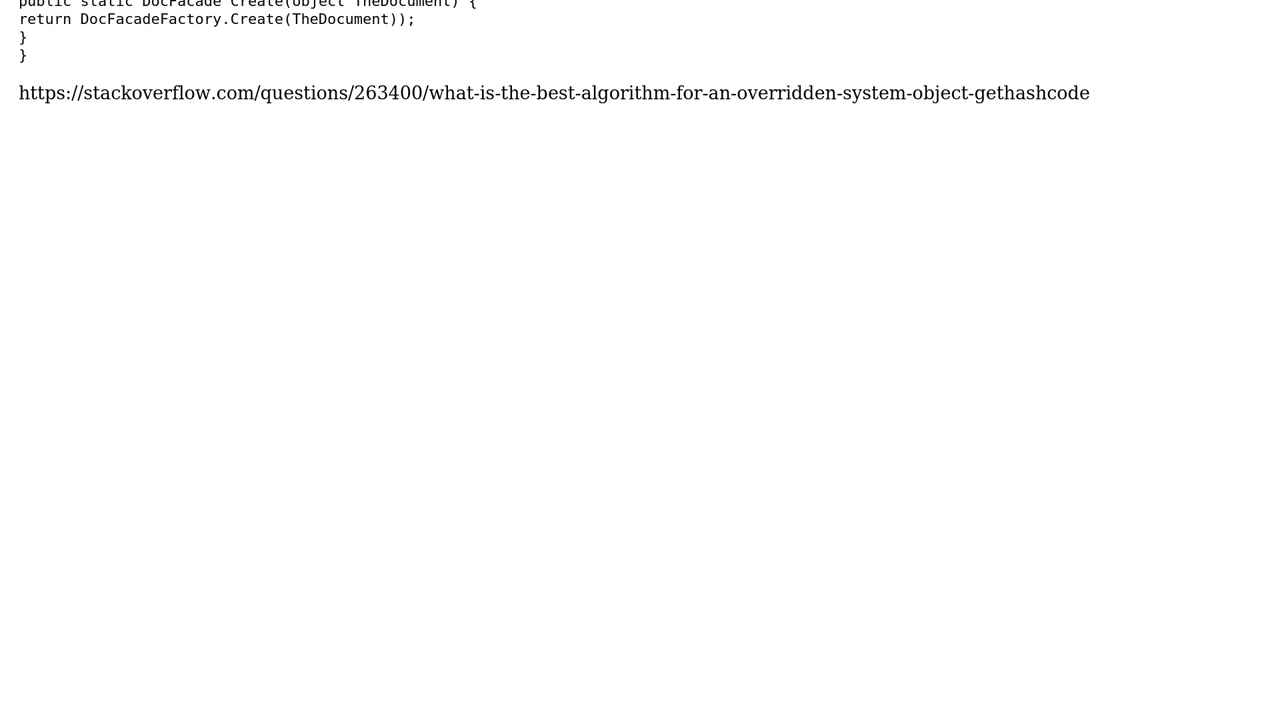 public static DocFacade Create(object TheDocument) {
return DocFacadeFactory.Create(TheDocument));
}
}
https://stackoverflow.com/questions/263400/what-is-the-best-algorithm-for-an-overridden-system-object-gethashcode